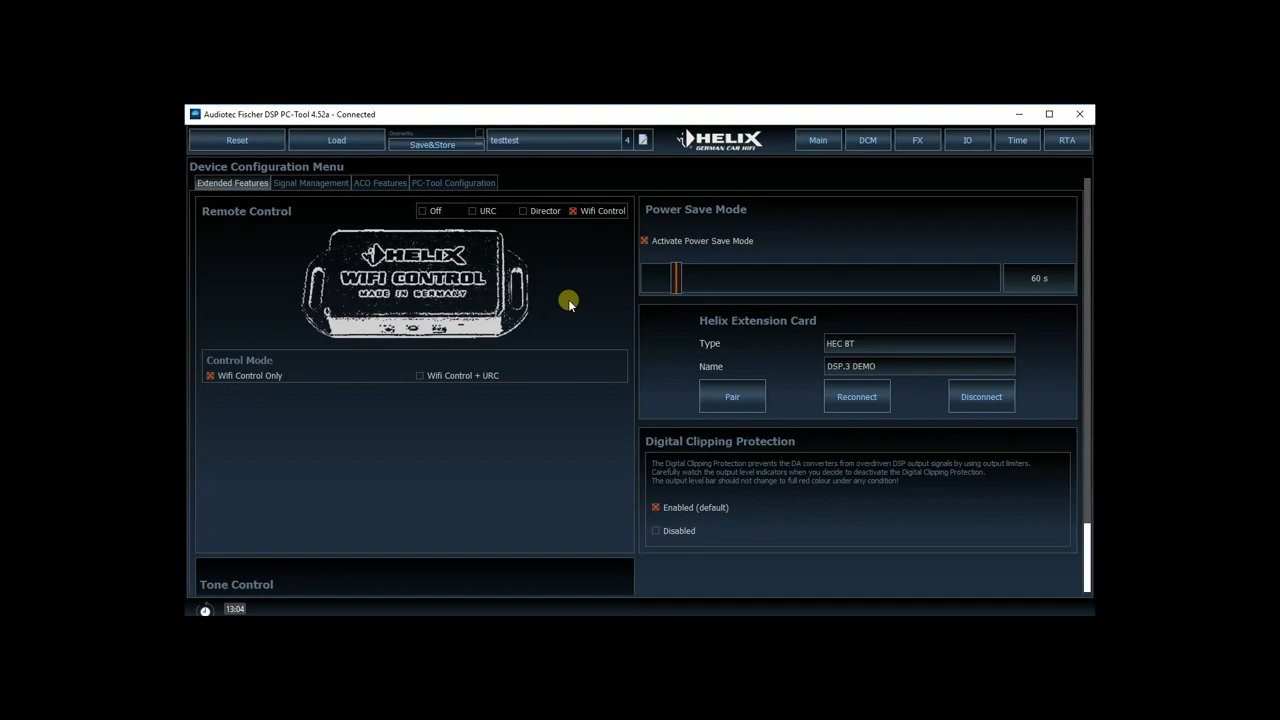 Audiotec Fischer DSP PC-Tool 4.52a - Connected
Reset
Load
Overwrite
Save&Store
testtest
4
HELIX
GERMAN CAR HIFI
Main
DCM
FX
IO
Time
RTA
Device Configuration Menu
Extended Features
Signal Management
ACO Features
PC-Tool Configuration
Remote Control
Off
URC
Director
Wifi Control
HELIX
WIFI CONTROL
MADE IN GERMANY
Control Mode
Wifi Control Only
Wifi Control + URC
Power Save Mode
Activate Power Save Mode
60 s
Helix Extension Card
Type
HEC BT
Name
DSP.3 DEMO
Pair
Reconnect
Disconnect
Digital Clipping Protection
The Digital Clipping Protection prevents the DA converters from overdriven DSP output signals by using output limiters.
Carefully watch the output level indicators when you decide to deactivate the Digital Clipping Protection.
The output level bar should not change to full red colour under any condition!
Enabled (default)
Disabled
Tone Control
13:04